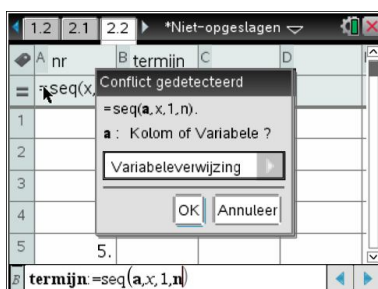 1.2 2.1 2.2 *Niet-opgeslagen
A nr B termijn C D
= =seq(x,
Conflict gedetecteerd
=seq(a,x,1,n).
a : Kolom of Variabele ?
Variabeleverwijzing
OK Annuleer
1
2
3
4
5 5.
B termijn:=seq(a,x,1,n)